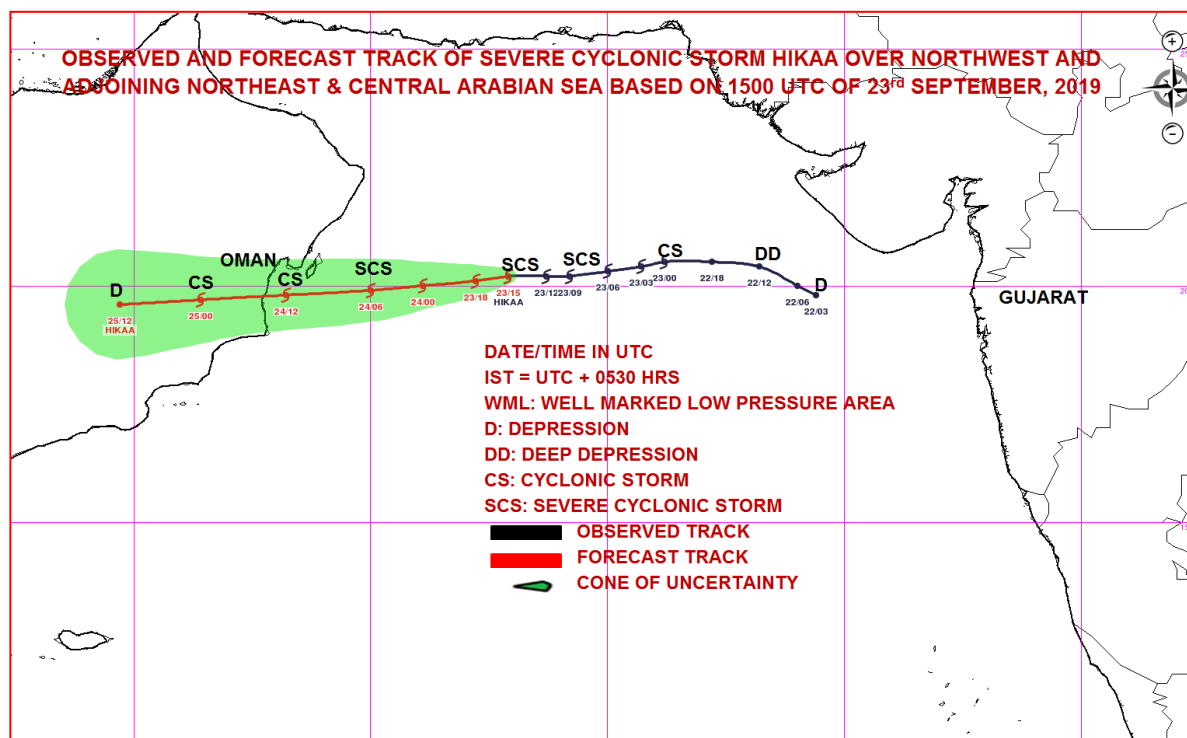 OBSERVED AND FORECAST TRACK OF SEVERE CYCLONIC STORM HIKAA OVER NORTHWEST AND
ADJOINING NORTHEAST & CENTRAL ARABIAN SEA BASED ON 1500 UTC OF 23rd SEPTEMBER, 2019
OMAN
D
CS
CS
SCS
SCS
SCS
CS
DD
D
GUJARAT
25/12
HIKAA
25/00
24/12
24/06
24/00
23/18
23/15
HIKAA
23/12
23/09
23/06
23/03
23/00
22/18
22/12
22/06
22/03
DATE/TIME IN UTC
IST = UTC + 0530 HRS
WML: WELL MARKED LOW PRESSURE AREA
D: DEPRESSION
DD: DEEP DEPRESSION
CS: CYCLONIC STORM
SCS: SEVERE CYCLONIC STORM
OBSERVED TRACK
FORECAST TRACK
CONE OF UNCERTAINTY